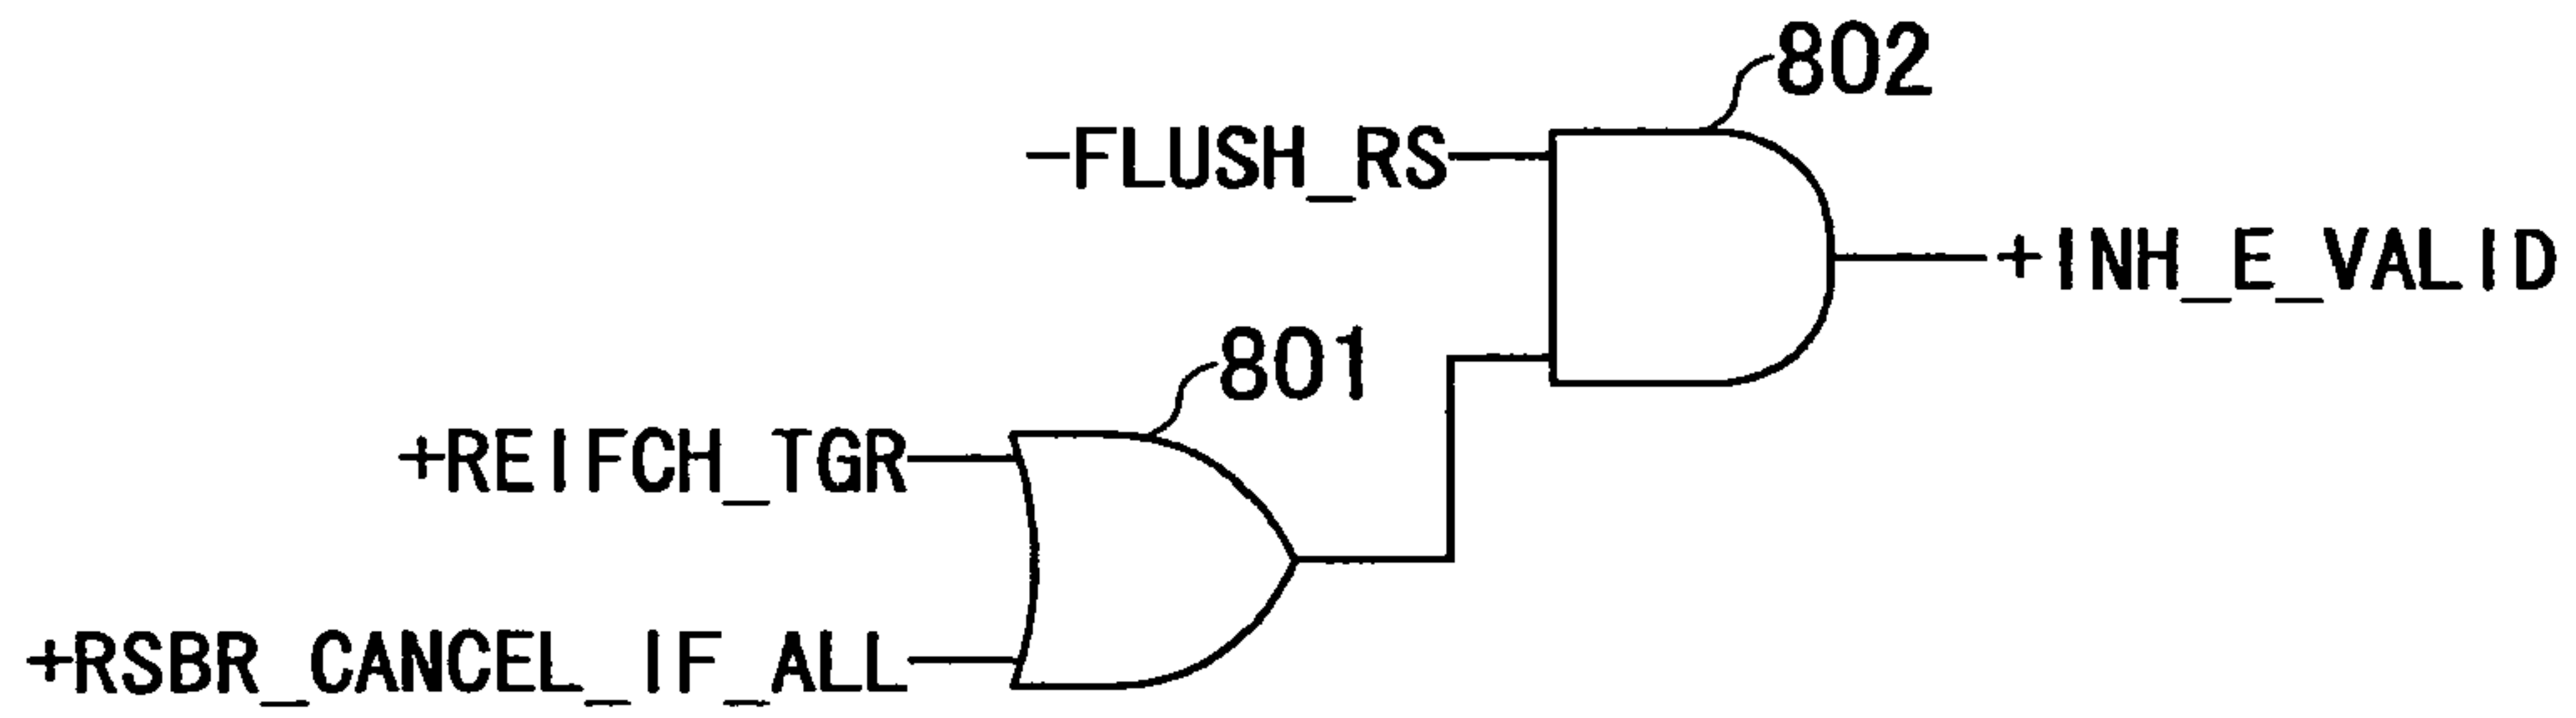 802
-FLUSH_RS
+INH_E_VALID
801
+REIFCH_TGR
+RSBR_CANCEL_IF_ALL